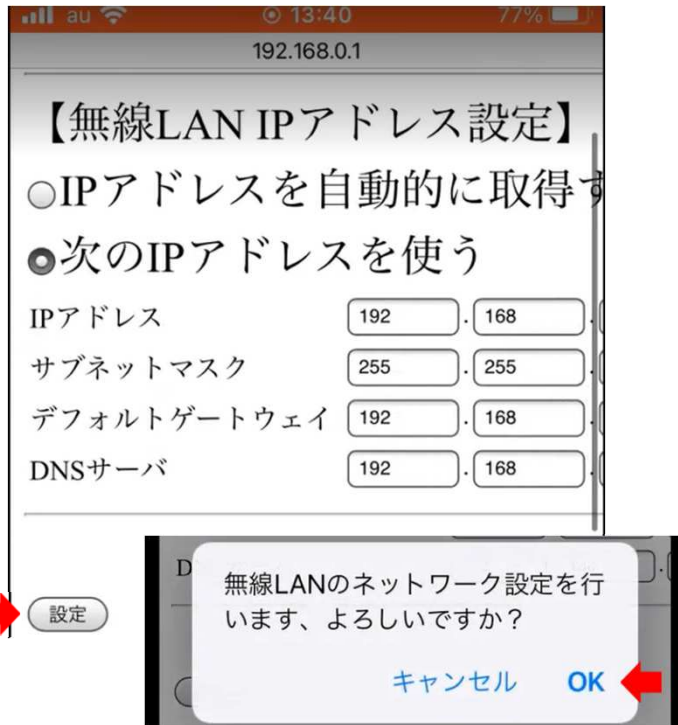 au 13:40 77%
192.168.0.1
【無線LAN IPアドレス設定】
IPアドレスを自動的に取得す
次のIPアドレスを使う
IPアドレス 192 . 168 .
サブネットマスク 255 . 255 .
デフォルトゲートウェイ 192 . 168 .
DNSサーバ 192 . 168 .
設定
D
無線LANのネットワーク設定を行
います、よろしいですか？
キャンセル OK